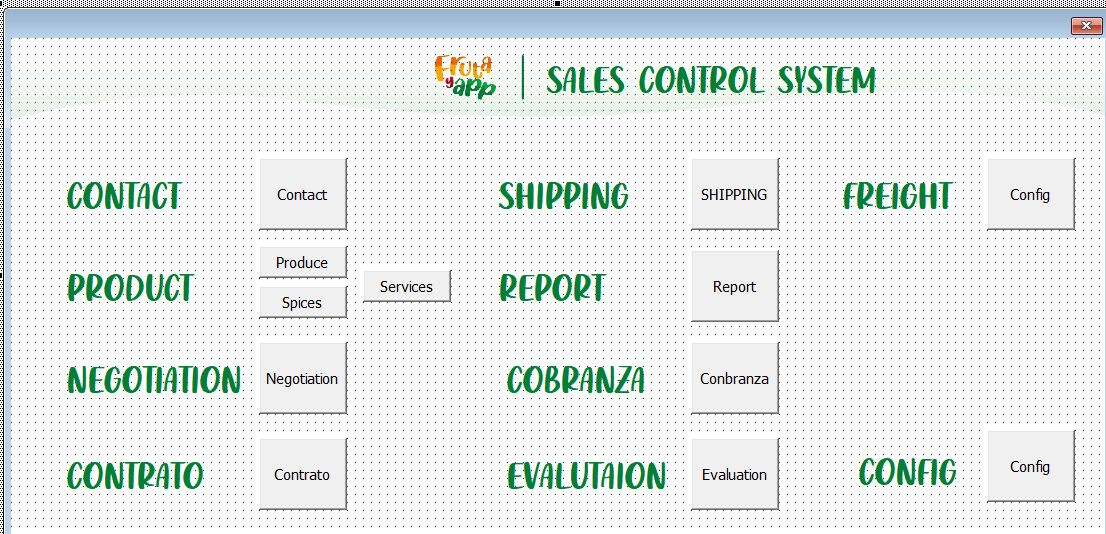 Fruta
y app
SALES CONTROL SYSTEM
CONTACT
Contact
SHIPPING
SHIPPING
FREIGHT
Config
PRODUCT
Produce
Spices
Services
REPORT
Report
NEGOTIATION
Negotiation
COBRANZA
Conbranza
CONTRATO
Contrato
EVALUTAION
Evaluation
CONFIG
Config